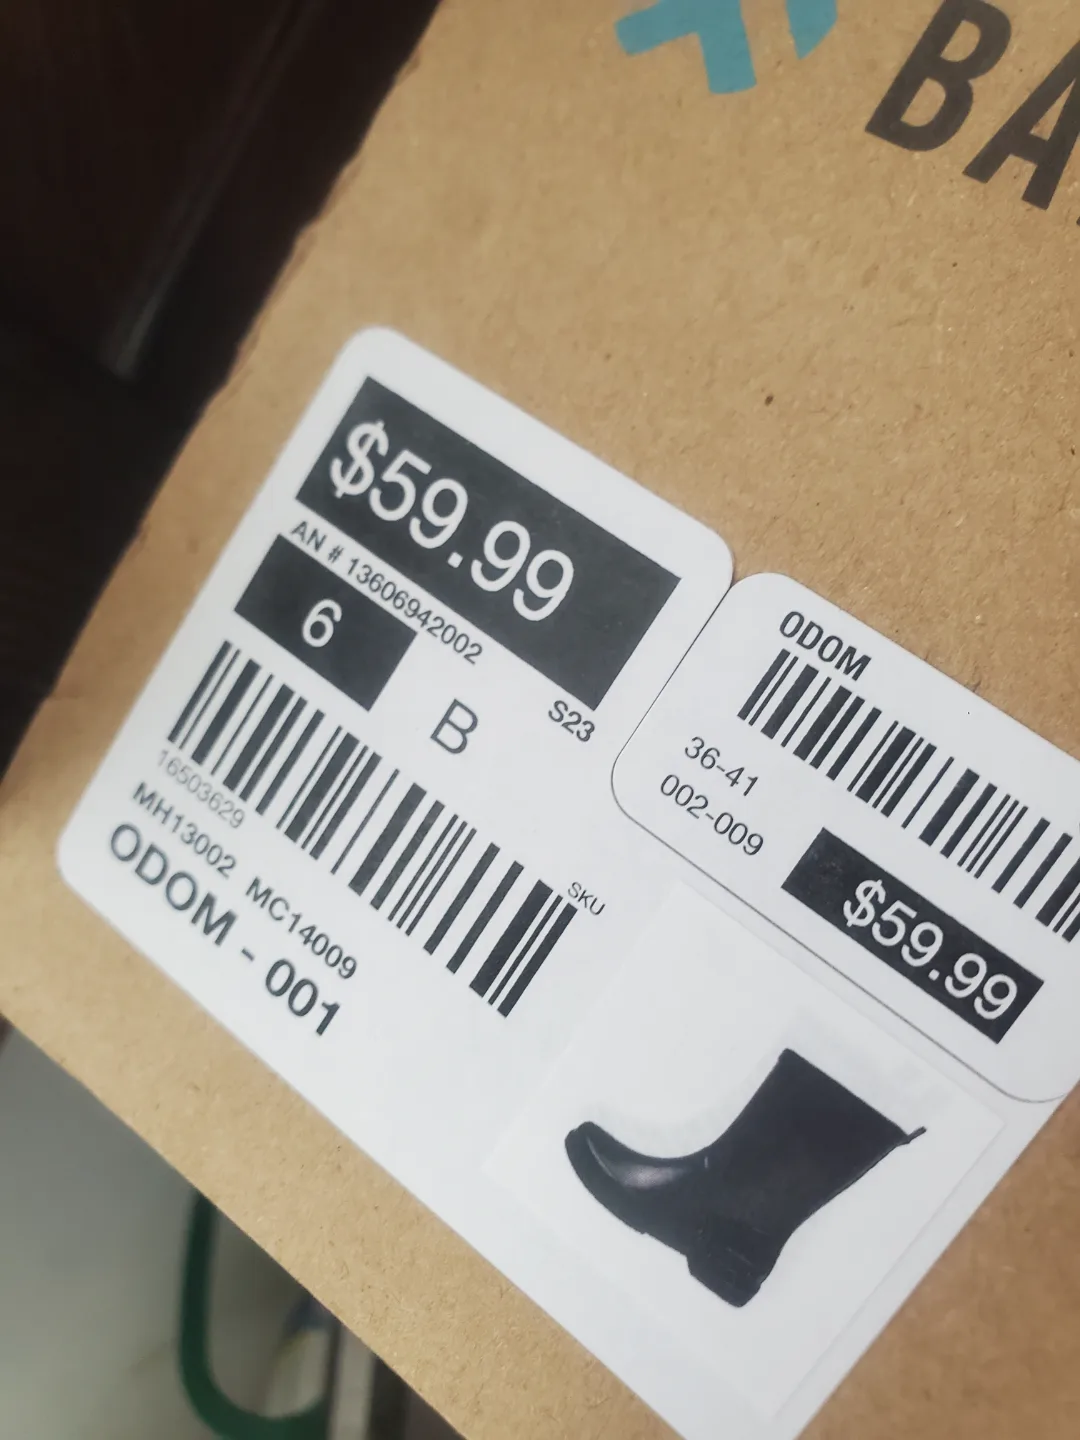 BA
$59.99
AN # 13606942002
6
B
S23
16503629
SKU
MH13002 MC14009
ODOM - 001
ODOM
36-41
002-009
$59.99